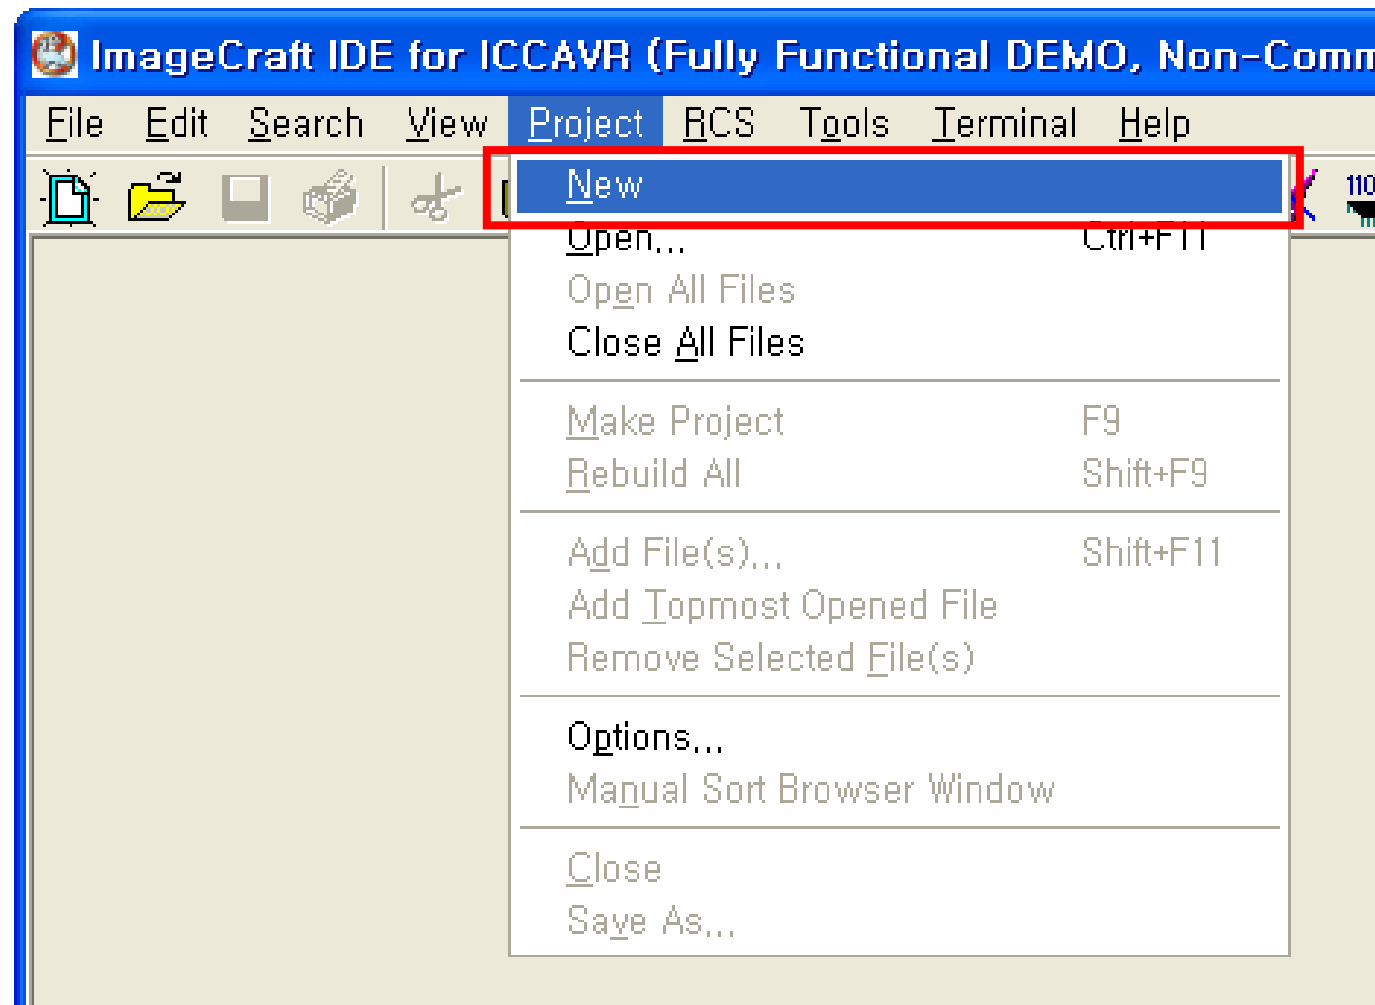 ImageCraft IDE for ICCAVR (Fully Functional DEMO, Non-Comm
File Edit Search View Project RCS Tools Terminal Help
New
110
Open... Ctrl+F11
Open All Files
Close All Files
Make Project F9
Rebuild All Shift+F9
Add File(s)... Shift+F11
Add Topmost Opened File
Remove Selected File(s)
Options...
Manual Sort Browser Window
Close
Save As...